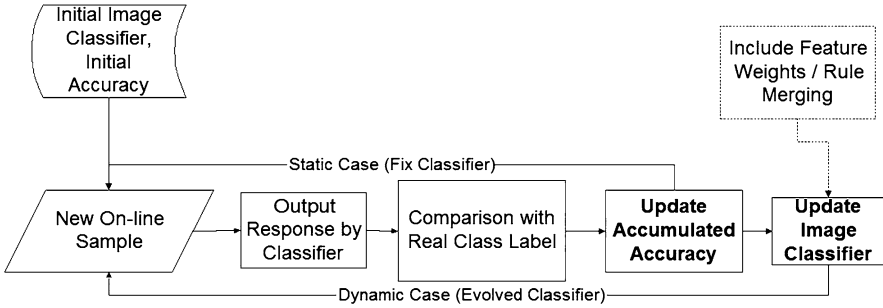 Initial Image
Classifier,
Initial
Accuracy
Include Feature
Weights / Rule
Merging
Static Case (Fix Classifier)
New On-line
Sample
Output
Response by
Classifier
Comparison with
Real Class Label
Update
Accumulated
Accuracy
Update
Image
Classifier
Dynamic Case (Evolved Classifier)